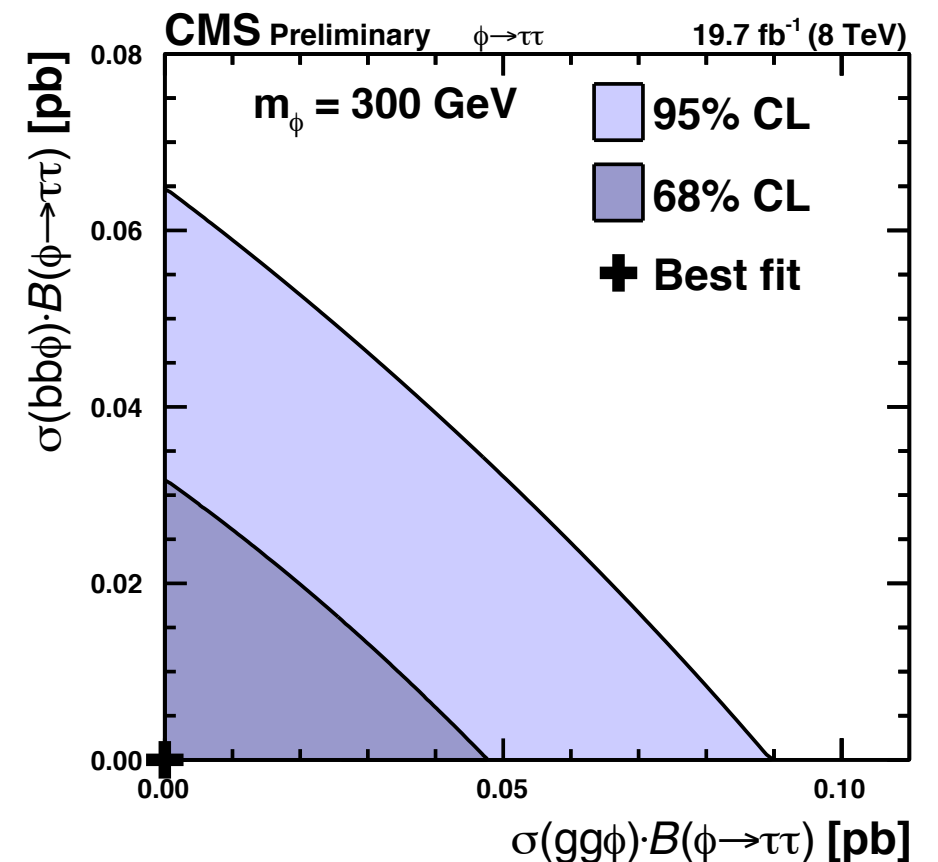 CMS Preliminary ϕ→ττ 19.7 fb⁻¹ (8 TeV)
m_ϕ = 300 GeV
95% CL
68% CL
Best fit
σ(bbϕ)·B(ϕ→ττ) [pb]
0.08
0.06
0.04
0.02
0.00
0.00 0.05 0.10
σ(ggϕ)·B(ϕ→ττ) [pb]